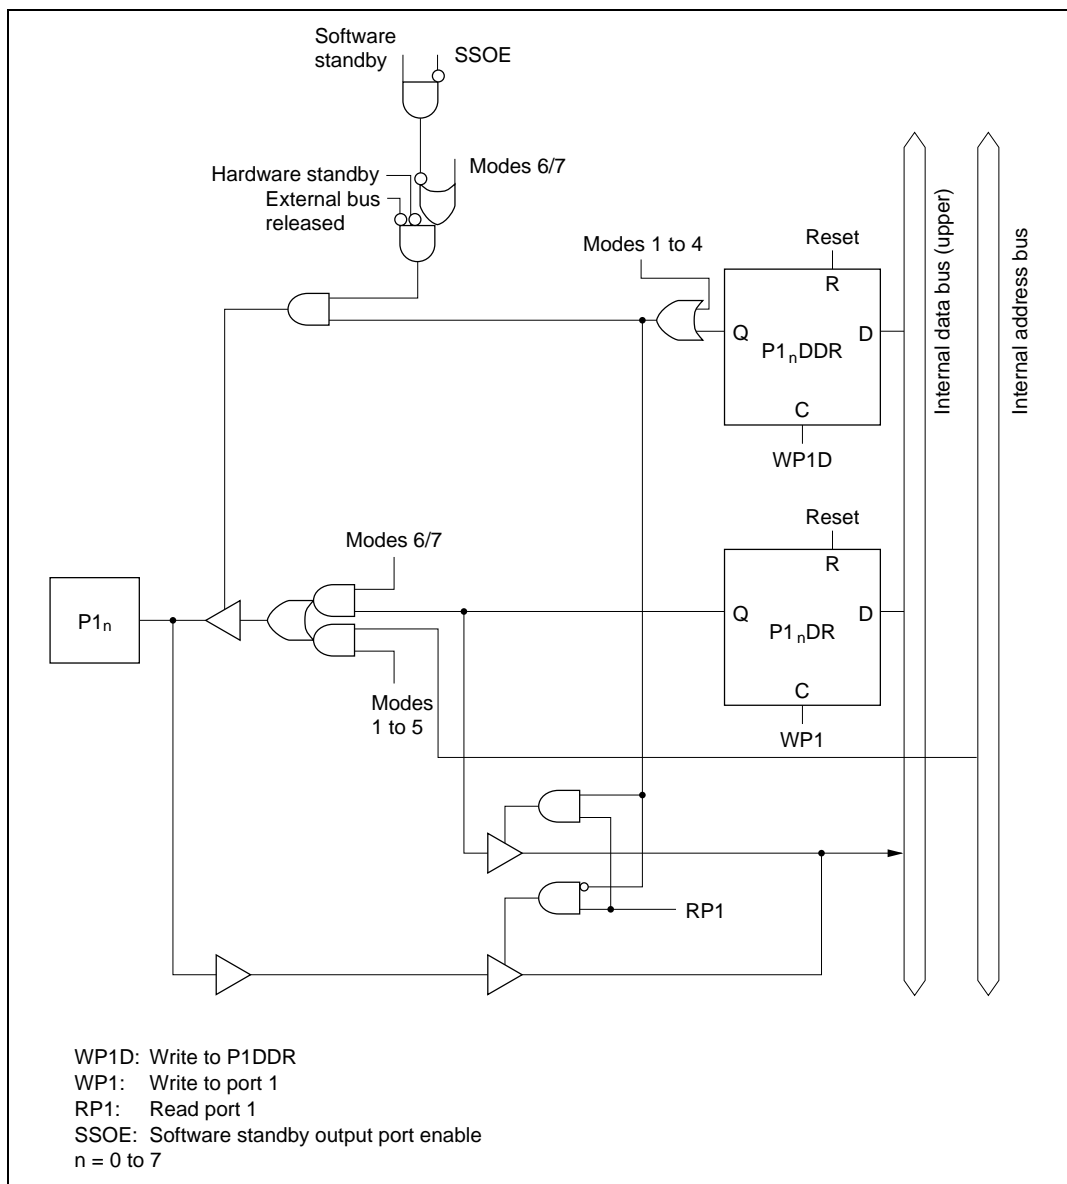 Software
standby
SSOE
Modes 6/7
Hardware standby
External bus
released
Modes 1 to 4
Reset
R
Q
P1nDDR
D
C
WP1D
Internal data bus (upper)
Internal address bus
Modes 6/7
Reset
R
P1n
Q
P1nDR
D
C
Modes
1 to 5
WP1
RP1
WP1D: Write to P1DDR
WP1: Write to port 1
RP1: Read port 1
SSOE: Software standby output port enable
n = 0 to 7